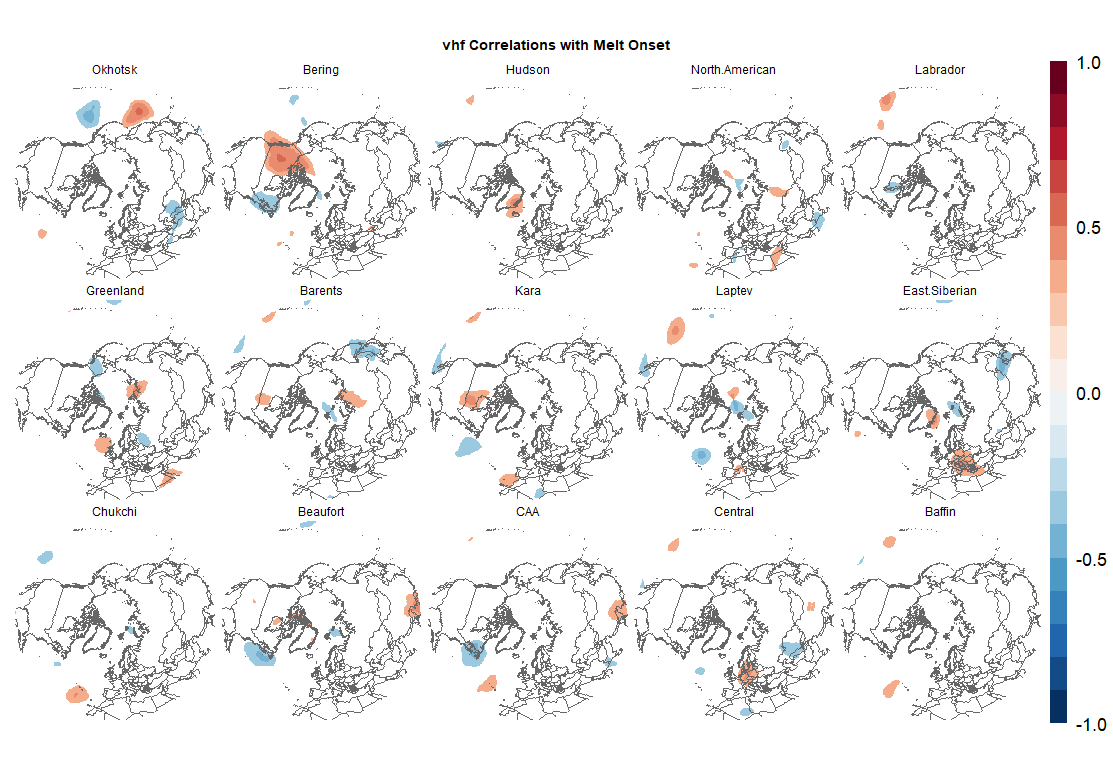 vhf Correlations with Melt Onset
Okhotsk Bering Hudson North.American Labrador
Greenland Barents Kara Laptev East.Siberian
Chukchi Beaufort CAA Central Baffin
1.0
0.5
0.0
-0.5
-1.0